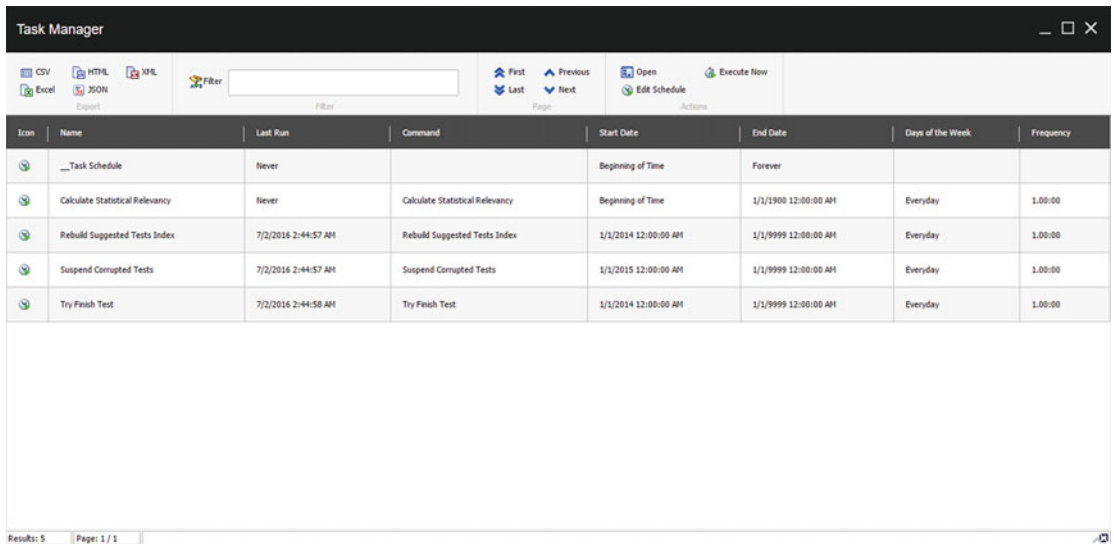 Task Manager
CSV HTML XML
Excel JSON
Export
Filter
Filter
First Previous
Last Next
Page
Open Execute Now
Edit Schedule
Actions
Icon Name Last Run Command Start Date End Date Days of the Week Frequency
__Task Schedule Never Beginning of Time Forever
Calculate Statistical Relevancy Never Calculate Statistical Relevancy Beginning of Time 1/1/1900 12:00:00 AM Everyday 1.00:00
Rebuild Suggested Tests Index 7/2/2016 2:44:57 AM Rebuild Suggested Tests Index 1/1/2014 12:00:00 AM 1/1/9999 12:00:00 AM Everyday 1.00:00
Suspend Corrupted Tests 7/2/2016 2:44:57 AM Suspend Corrupted Tests 1/1/2015 12:00:00 AM 1/1/9999 12:00:00 AM Everyday 1.00:00
Try Finish Test 7/2/2016 2:44:58 AM Try Finish Test 1/1/2014 12:00:00 AM 1/1/9999 12:00:00 AM Everyday 1.00:00
Results: 5 Page: 1 / 1